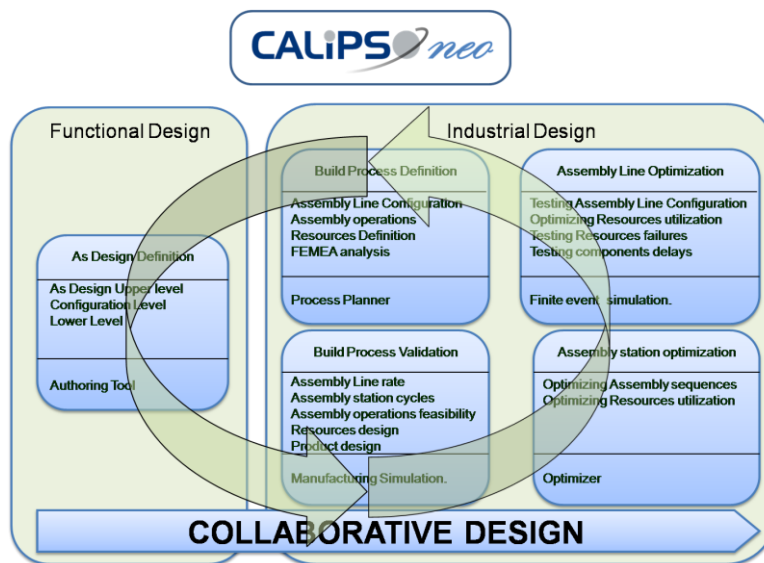 CALiPSO neo
Functional Design
Industrial Design
As Design Definition
As Design Upper level
Configuration Level
Lower Level
Authoring Tool
Build Process Definition
Assembly Line Configuration
Assembly operations
Resources Definition
FEMEA analysis
Process Planner
Assembly Line Optimization
Testing Assembly Line Configuration
Optimizing Resources utilization
Testing Resources failures
Testing components delays
Finite event simulation.
Build Process Validation
Assembly Line rate
Assembly station cycles
Assembly operations feasibility
Resources design
Product design
Manufacturing Simulation.
Assembly station optimization
Optimizing Assembly sequences
Optimizing Resources utilization
Optimizer
COLLABORATIVE DESIGN